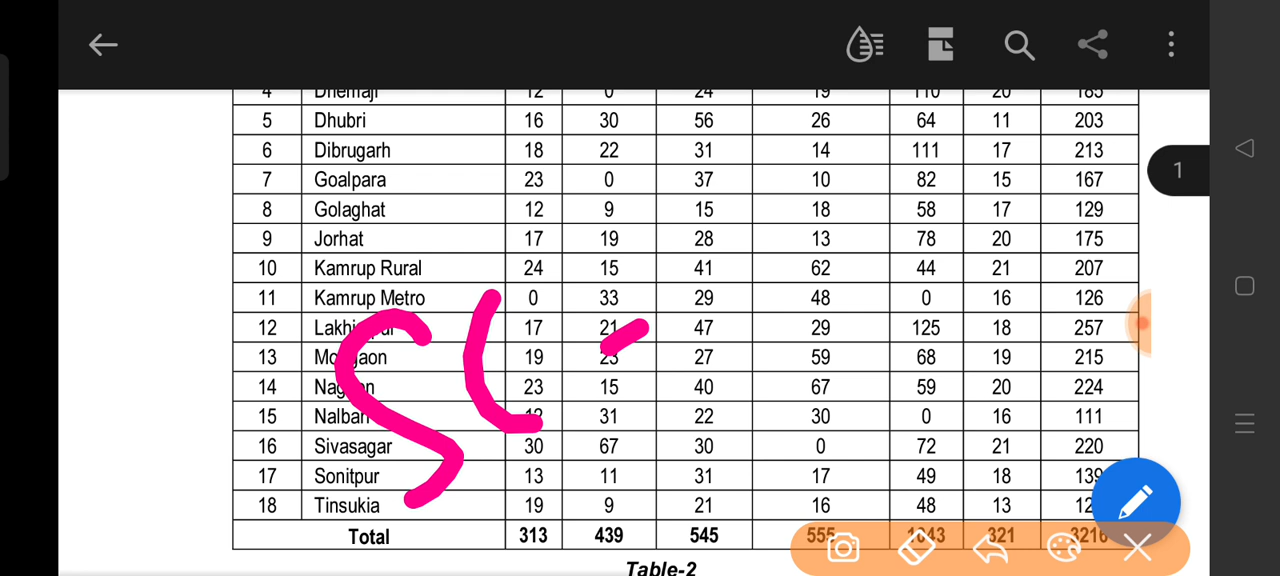 4 Dhemaji 12 0 24 19 110 20 185
1
5 Dhubri 16 30 56 26 64 11 203
6 Dibrugarh 18 22 31 14 111 17 213
7 Goalpara 23 0 37 10 82 15 167
8 Golaghat 12 9 15 18 58 17 129
9 Jorhat 17 19 28 13 78 20 175
10 Kamrup Rural 24 15 41 62 44 21 207
11 Kamrup Metro 0 33 29 48 0 16 126
12 17 21 47 29 125 18 257
13 19 23 27 59 68 19 215
14 23 15 40 67 59 20 224
15 Nalbari 12 31 22 30 0 16 111
16 Sivasagar 30 67 30 0 72 21 220
17 Sonitpur 13 11 31 17 49 18 139
18 Tinsukia 19 9 21 16 48 13
Total 313 439 545 555 1043 321 3216
Table-2
SC